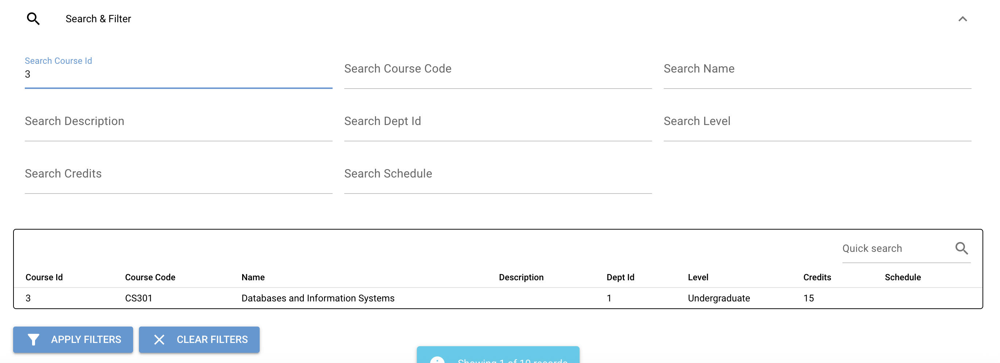 Search & Filter
Search Course Id
3
Search Course Code
Search Name
Search Description
Search Dept Id
Search Level
Search Credits
Search Schedule
Quick search
Course Id Course Code Name Description Dept Id Level Credits Schedule
3 CS301 Databases and Information Systems 1 Undergraduate 15
APPLY FILTERS CLEAR FILTERS
Showing 1 of 10 records